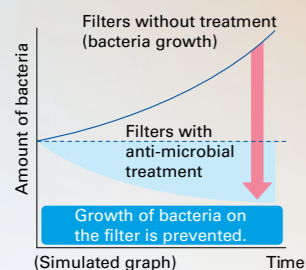 Filters without treatment
(bacteria growth)
Amount of bacteria
Filters with
anti-microbial
treatment
Growth of bacteria on
the filter is prevented.
(Simulated graph)
Time